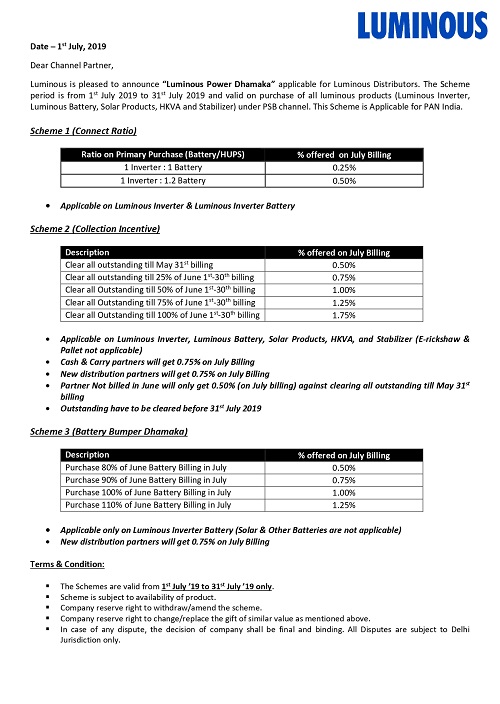 LUMINOUS
Date – 1st July, 2019
Dear Channel Partner,
Luminous is pleased to announce “Luminous Power Dhamaka” applicable for Luminous Distributors. The Scheme
period is from 1st July 2019 to 31st July 2019 and valid on purchase of all luminous products (Luminous Inverter,
Luminous Battery, Solar Products, HKVA and Stabilizer) under PSB channel. This Scheme is Applicable for PAN India.
Scheme 1 (Connect Ratio)
Ratio on Primary Purchase (Battery/HUPS) % offered on July Billing
1 Inverter : 1 Battery 0.25%
1 Inverter : 1.2 Battery 0.50%
• Applicable on Luminous Inverter & Luminous Inverter Battery
Scheme 2 (Collection Incentive)
Description % offered on July Billing
Clear all outstanding till May 31st billing 0.50%
Clear all outstanding till 25% of June 1st-30th billing 0.75%
Clear all Outstanding till 50% of June 1st-30th billing 1.00%
Clear all Outstanding till 75% of June 1st-30th billing 1.25%
Clear all Outstanding till 100% of June 1st-30th billing 1.75%
• Applicable on Luminous Inverter, Luminous Battery, Solar Products, HKVA, and Stabilizer (E-rickshaw &
Pallet not applicable)
• Cash & Carry partners will get 0.75% on July Billing
• New distribution partners will get 0.75% on July Billing
• Partner Not billed in June will only get 0.50% (on July billing) against clearing all outstanding till May 31st
billing
• Outstanding have to be cleared before 31st July 2019
Scheme 3 (Battery Bumper Dhamaka)
Description % offered on July Billing
Purchase 80% of June Battery Billing in July 0.50%
Purchase 90% of June Battery Billing in July 0.75%
Purchase 100% of June Battery Billing in July 1.00%
Purchase 110% of June Battery Billing in July 1.25%
• Applicable only on Luminous Inverter Battery (Solar & Other Batteries are not applicable)
• New distribution partners will get 0.75% on July Billing
Terms & Condition:
▪ The Schemes are valid from 1st July ’19 to 31st July ’19 only.
▪ Scheme is subject to availability of product.
▪ Company reserve right to withdraw/amend the scheme.
▪ Company reserve right to change/replace the gift of similar value as mentioned above.
▪ In case of any dispute, the decision of company shall be final and binding. All Disputes are subject to Delhi
Jurisdiction only.